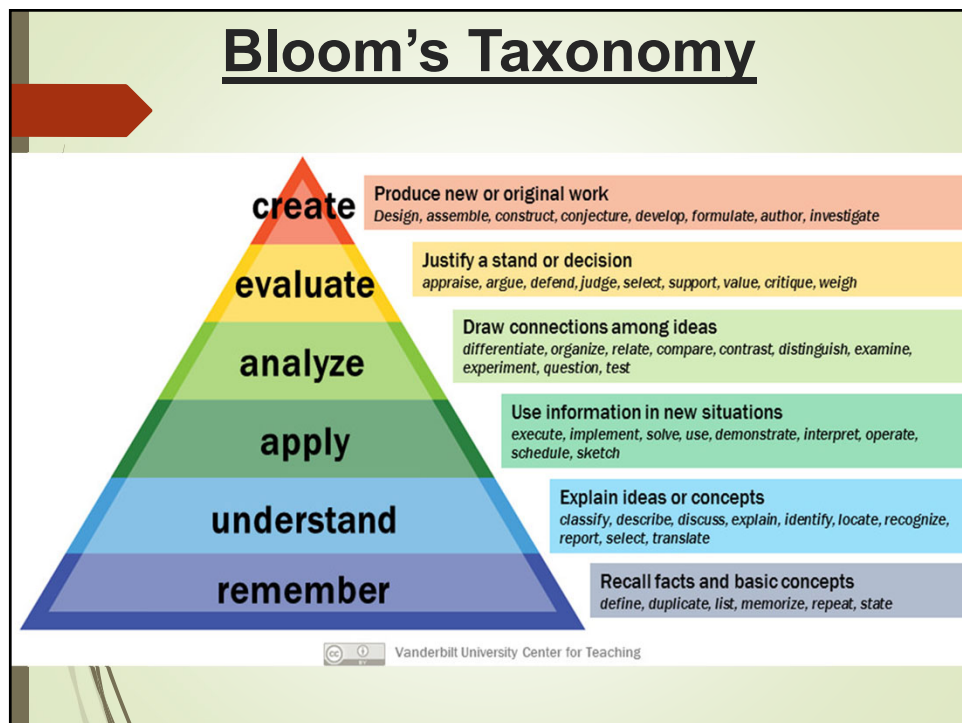 Bloom’s Taxonomy
create
Produce new or original work
Design, assemble, construct, conjecture, develop, formulate, author, investigate
evaluate
Justify a stand or decision
appraise, argue, defend, judge, select, support, value, critique, weigh
analyze
Draw connections among ideas
differentiate, organize, relate, compare, contrast, distinguish, examine,
experiment, question, test
apply
Use information in new situations
execute, implement, solve, use, demonstrate, interpret, operate,
schedule, sketch
understand
Explain ideas or concepts
classify, describe, discuss, explain, identify, locate, recognize,
report, select, translate
remember
Recall facts and basic concepts
define, duplicate, list, memorize, repeat, state
cc BY Vanderbilt University Center for Teaching